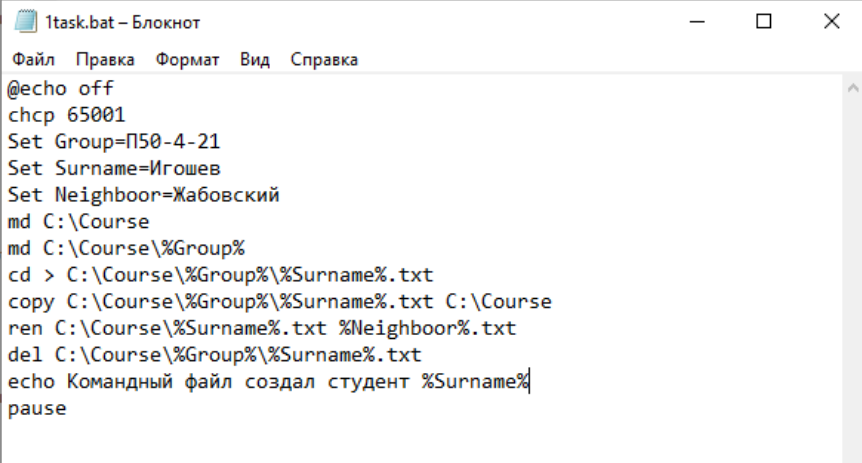 1task.bat – Блокнот
Файл Правка Формат Вид Справка
@echo off
chcp 65001
Set Group=П50-4-21
Set Surname=Игошев
Set Neighboor=Жабовский
md C:\Course
md C:\Course\%Group%
cd > C:\Course\%Group%\%Surname%.txt
copy C:\Course\%Group%\%Surname%.txt C:\Course
ren C:\Course\%Surname%.txt %Neighboor%.txt
del C:\Course\%Group%\%Surname%.txt
echo Командный файл создал студент %Surname%
pause